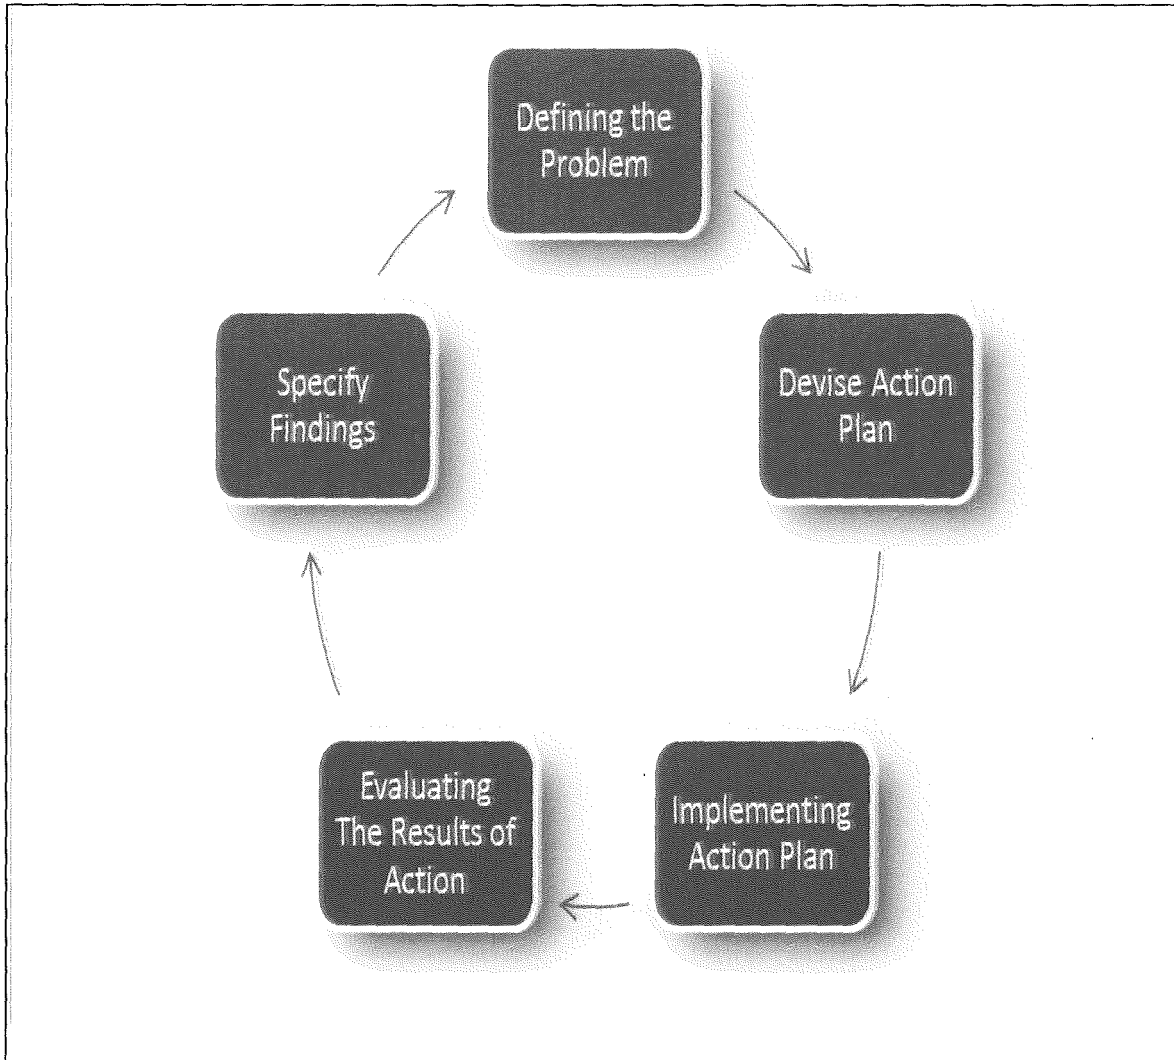 Defining the
Problem
Devise Action
Plan
Implementing
Action Plan
Evaluating
The Results of
Action
Specify
Findings